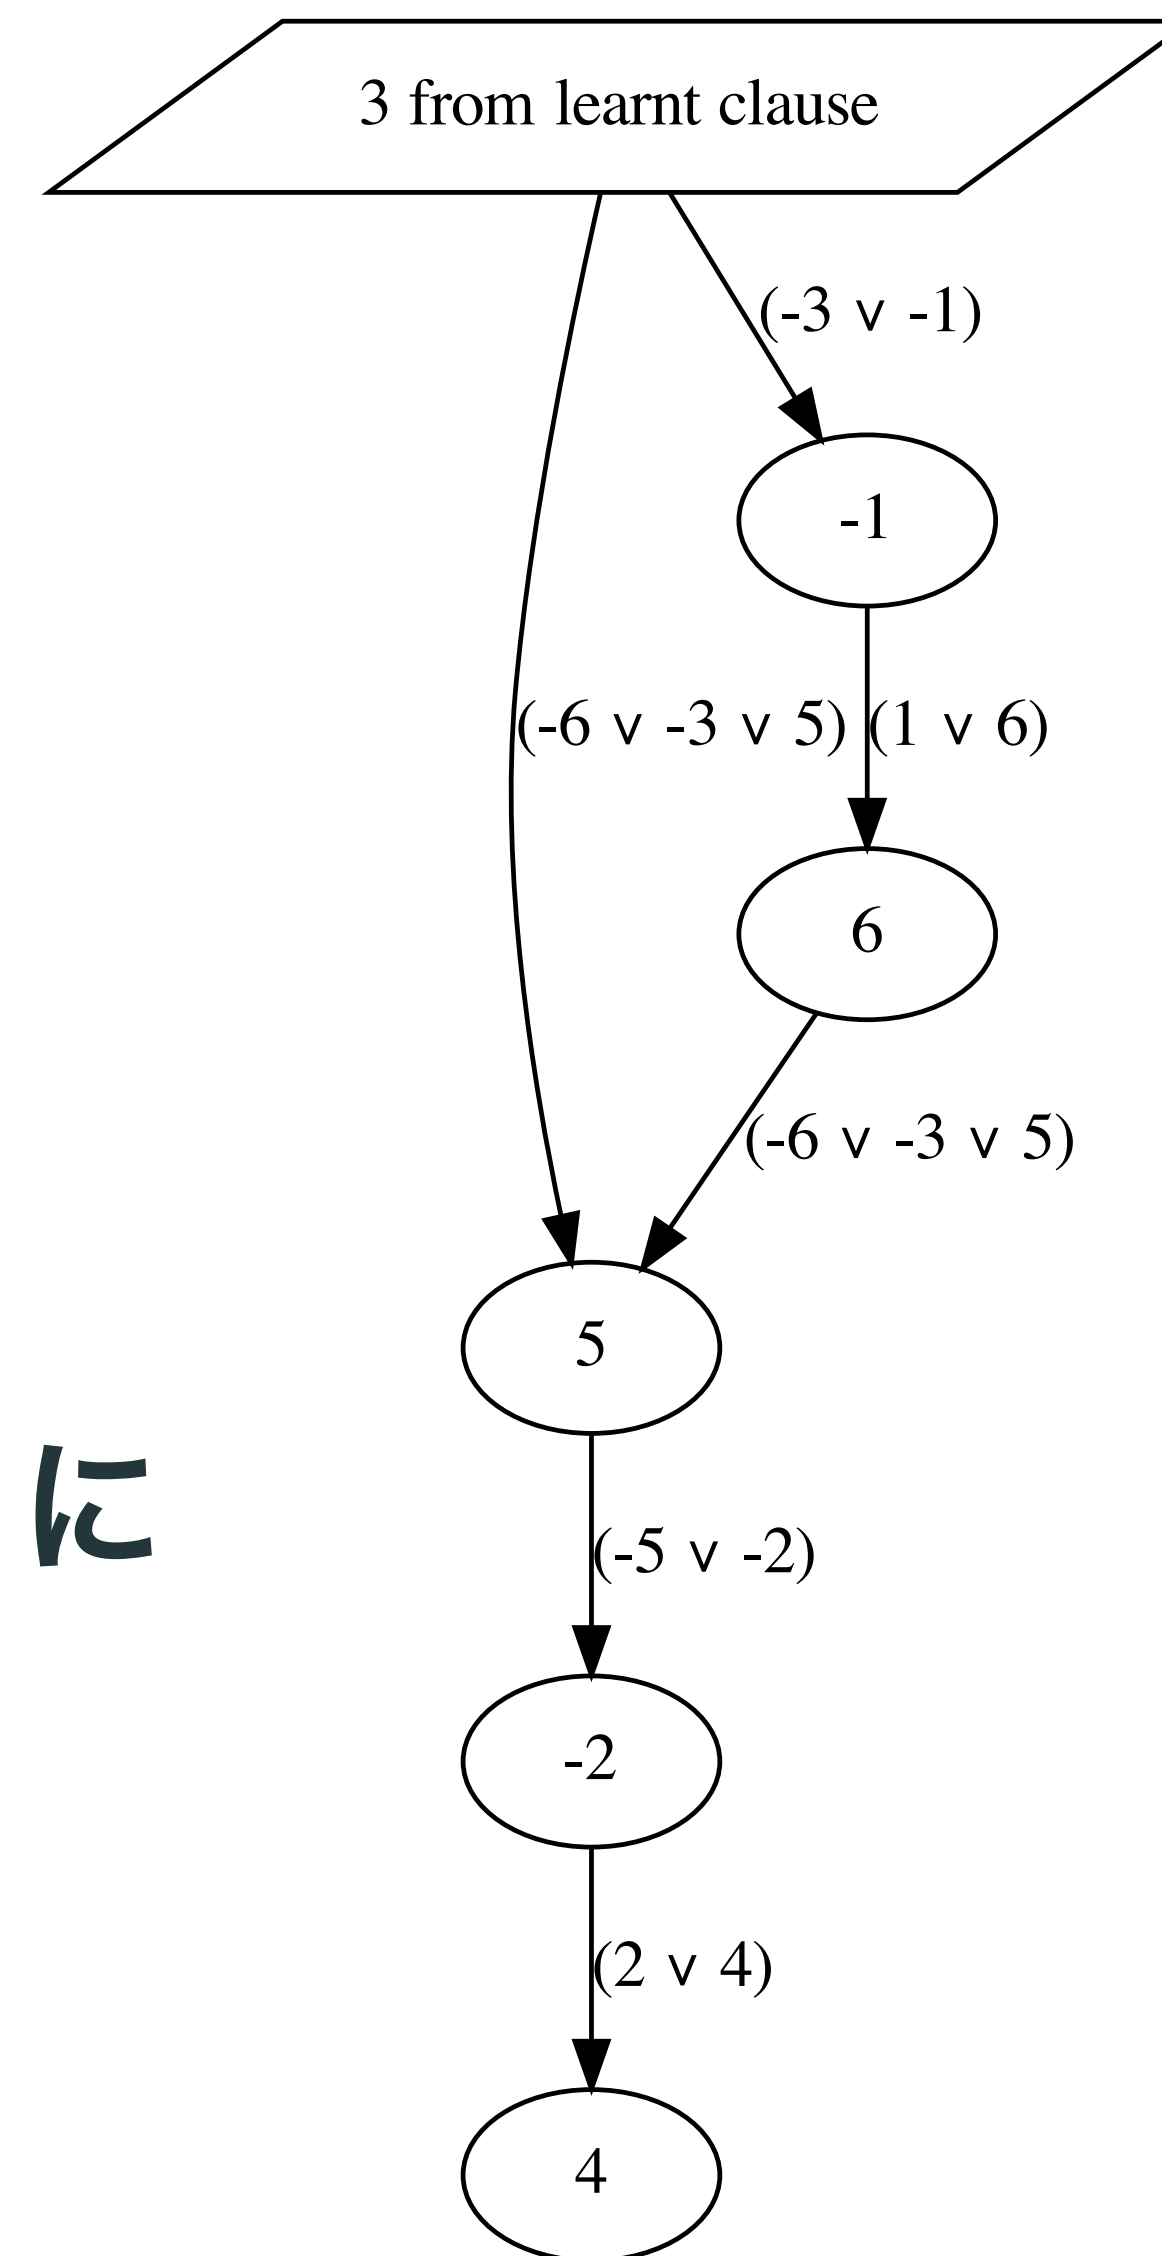 3 from learnt clause
(-3 ∨ -1)
-1
(-6 ∨ -3 ∨ 5) (1 ∨ 6)
6
(-6 ∨ -3 ∨ 5)
5
に
(-5 ∨ -2)
-2
(2 ∨ 4)
4